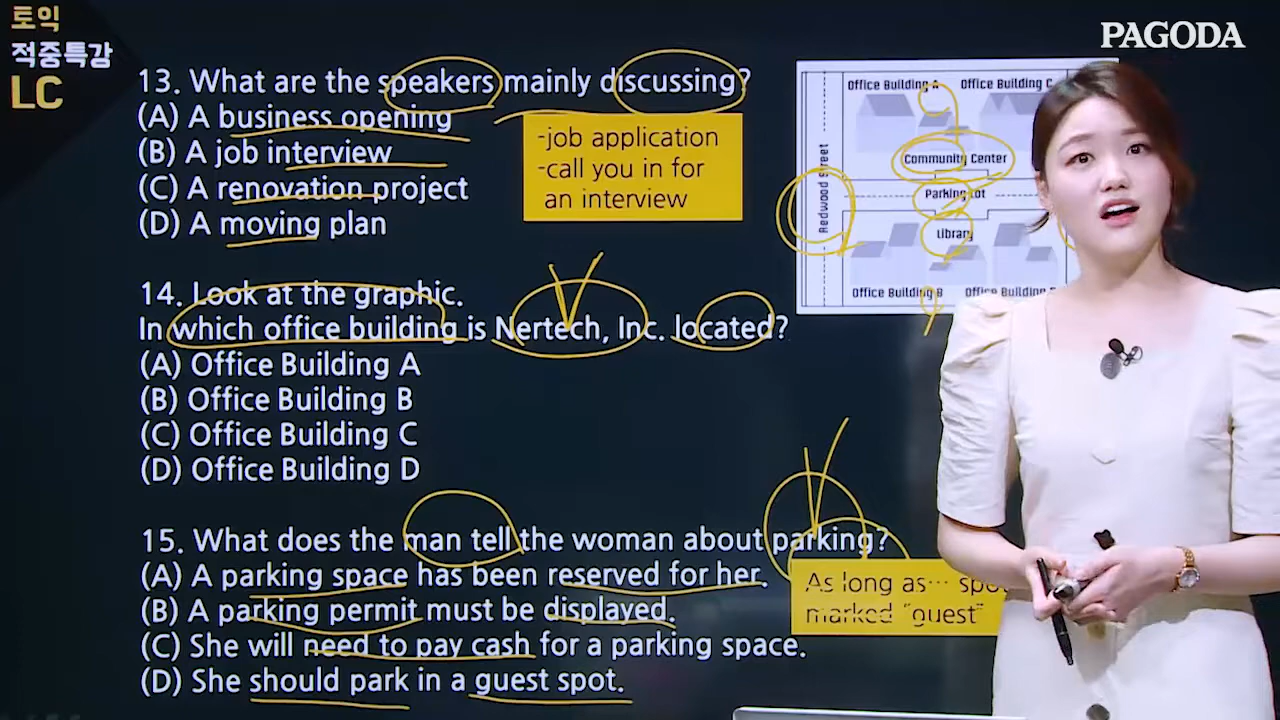 토익
적중특강
LC
PAGODA
13. What are the speakers mainly discussing?
(A) A business opening
(B) A job interview
(C) A renovation project
(D) A moving plan
-job application
-call you in for
an interview
Office Building A
Office Building C
Community Center
Parking Lot
Redwood Street
Library
Office Building B
Office Building
14. Look at the graphic.
In which office building is Nertech, Inc. located?
(A) Office Building A
(B) Office Building B
(C) Office Building C
(D) Office Building D
15. What does the man tell the woman about parking?
(A) A parking space has been reserved for her.
(B) A parking permit must be displayed.
(C) She will need to pay cash for a parking space.
(D) She should park in a guest spot.
As long as… spo
marked "guest"